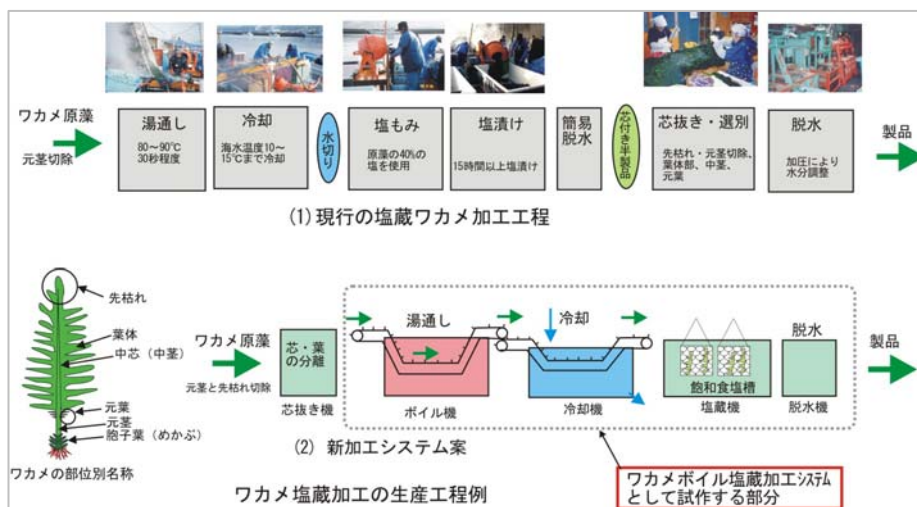 ワカメ原藻
元茎切除
湯通し
80～90℃
30秒程度
冷却
海水温度10～
15℃まで冷却
水切り
塩もみ
原藻の40%の
塩を使用
塩漬け
15時間以上塩漬け
簡易
脱水
芯付き半製品
芯抜き・選別
先枯れ・元茎切除、
葉体部、中茎、
元葉
脱水
加圧により
水分調整
製品
(1) 現行の塩蔵ワカメ加工工程
先枯れ
葉体
中芯（中茎）
元葉
元茎
胞子葉（めかぶ）
ワカメの部位別名称
ワカメ原藻
元茎と先枯れ切除
芯・葉
の分離
芯抜き機
湯通し
ボイル機
冷却
冷却機
飽和食塩槽
塩蔵機
脱水
脱水機
製品
(2) 新加工システム案
ワカメ塩蔵加工の生産工程例
ワカメボイル塩蔵加工システム
として試作する部分